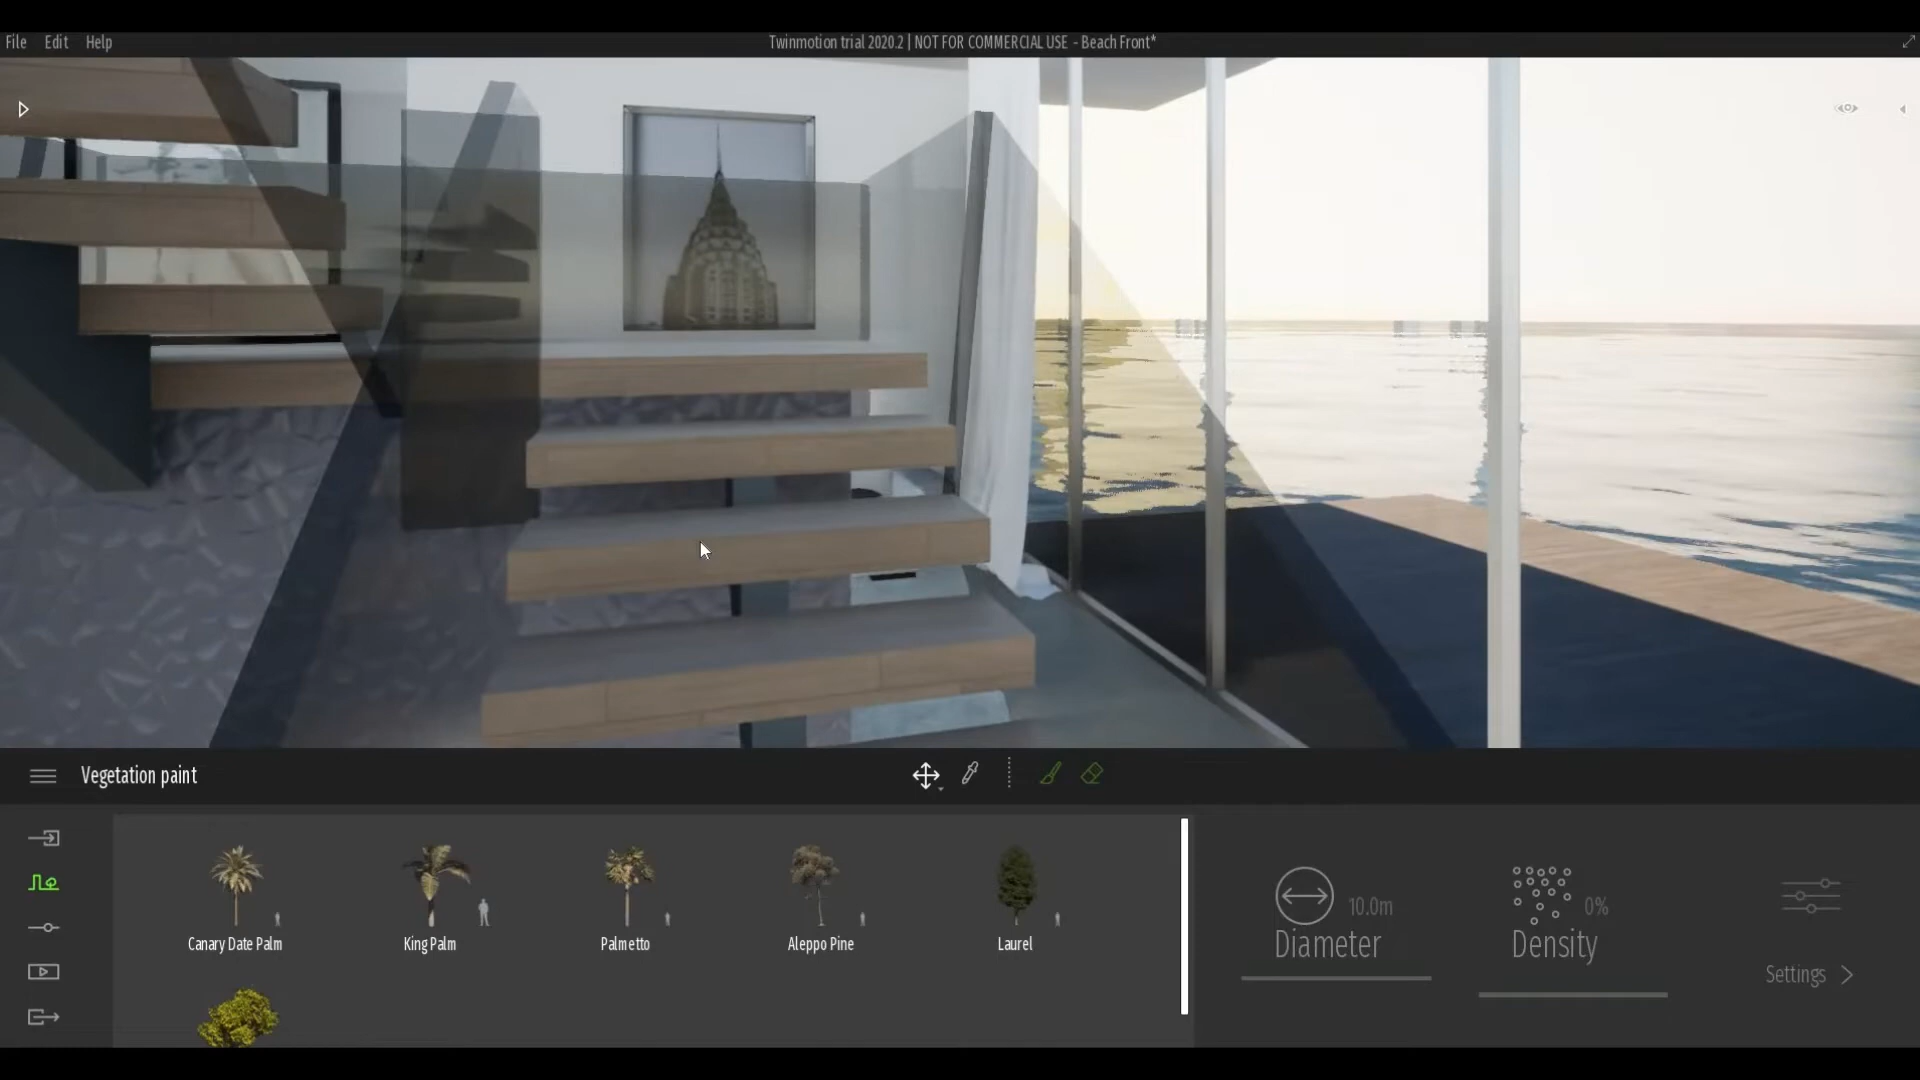 File Edit Help
Twinmotion trial 2020.2 | NOT FOR COMMERCIAL USE - Beach Front*
Vegetation paint
Canary Date Palm
King Palm
Palmetto
Aleppo Pine
Laurel
10.0m
Diameter
0%
Density
Settings